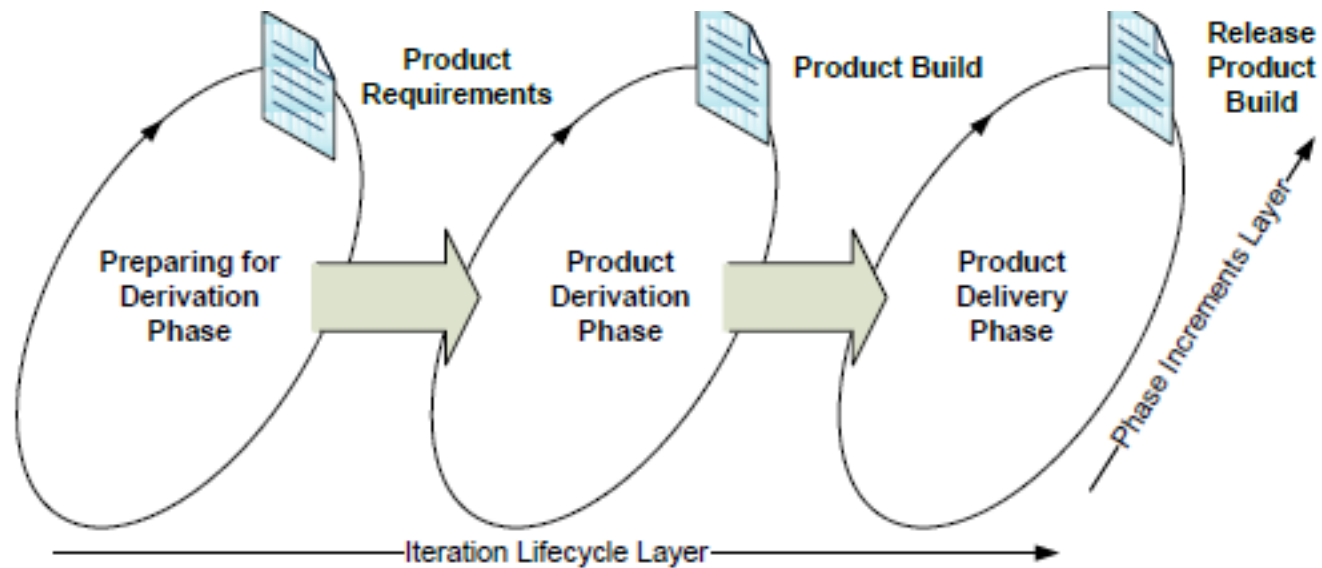 Product
Requirements
Product Build
Release
Product
Build
Preparing for
Derivation
Phase
Product
Derivation
Phase
Product
Delivery
Phase
Phase Increments Layer
Iteration Lifecycle Layer